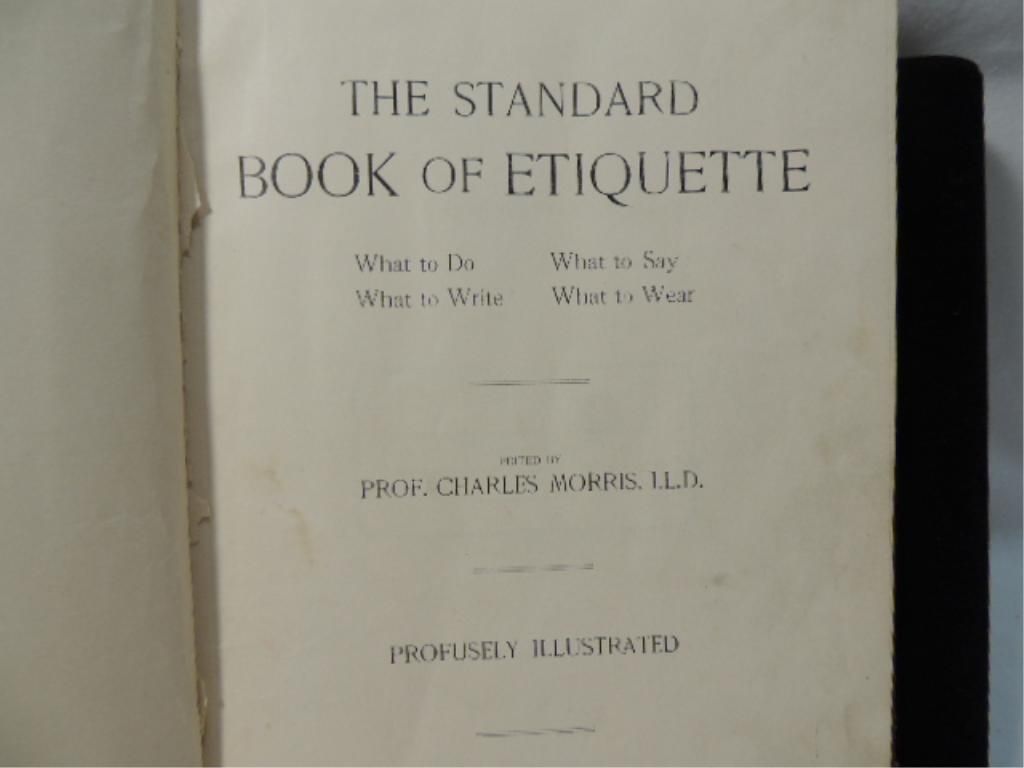 THE STANDARD
BOOK OF ETIQUETTE
What to Do What to Say
What to Write What to Wear
EDITED BY
PROF. CHARLES MORRIS, LL.D.
PROFUSELY ILLUSTRATED